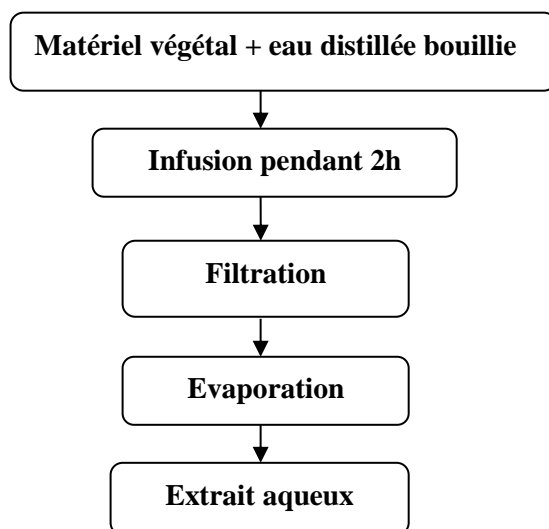 Matériel végétal + eau distillée bouillie
Infusion pendant 2h
Filtration
Evaporation
Extrait aqueux